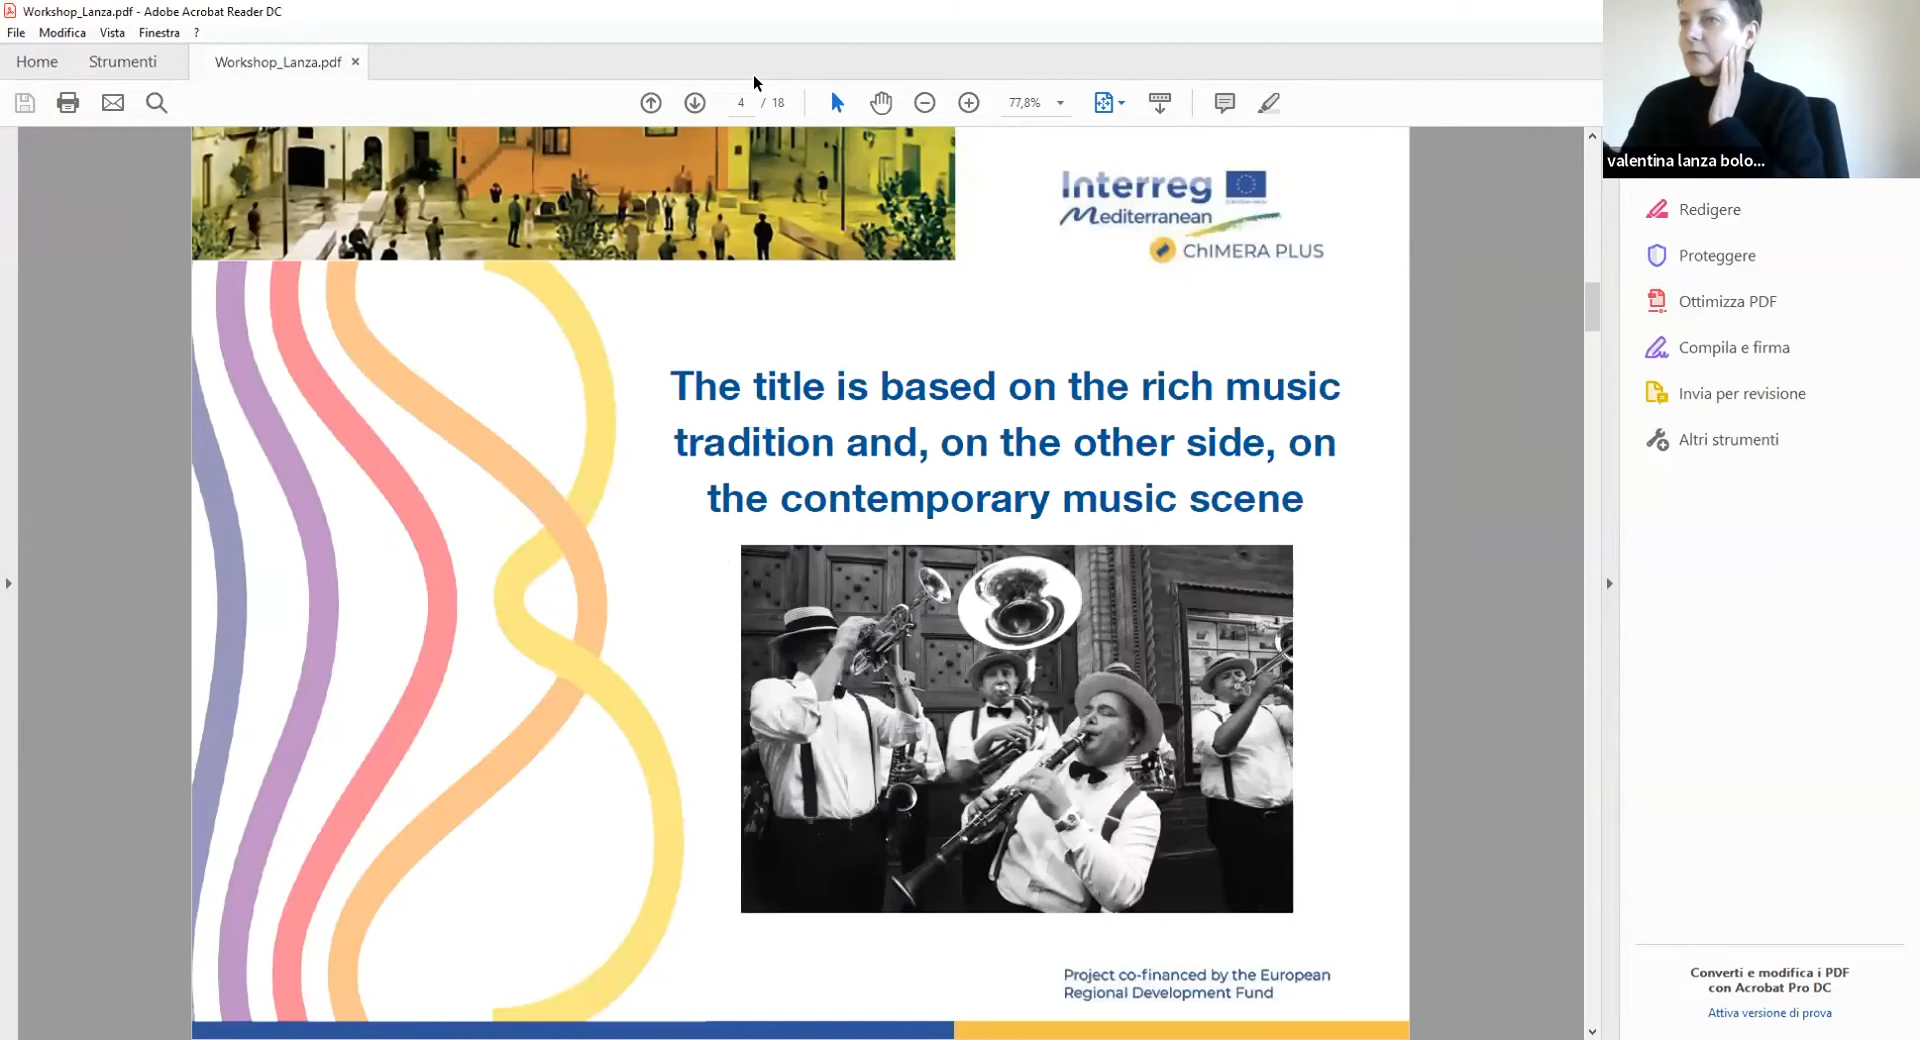 Workshop_Lanza.pdf - Adobe Acrobat Reader DC
File Modifica Vista Finestra ?
Home Strumenti Workshop_Lanza.pdf ×
4 / 18 77,8%
valentina lanza bolo...
Interreg
Mediterranean
ChIMERA PLUS
The title is based on the rich music
tradition and, on the other side, on
the contemporary music scene
Project co-financed by the European
Regional Development Fund
Redigere
Proteggere
Ottimizza PDF
Compila e firma
Invia per revisione
Altri strumenti
Converti e modifica i PDF
con Acrobat Pro DC
Attiva versione di prova